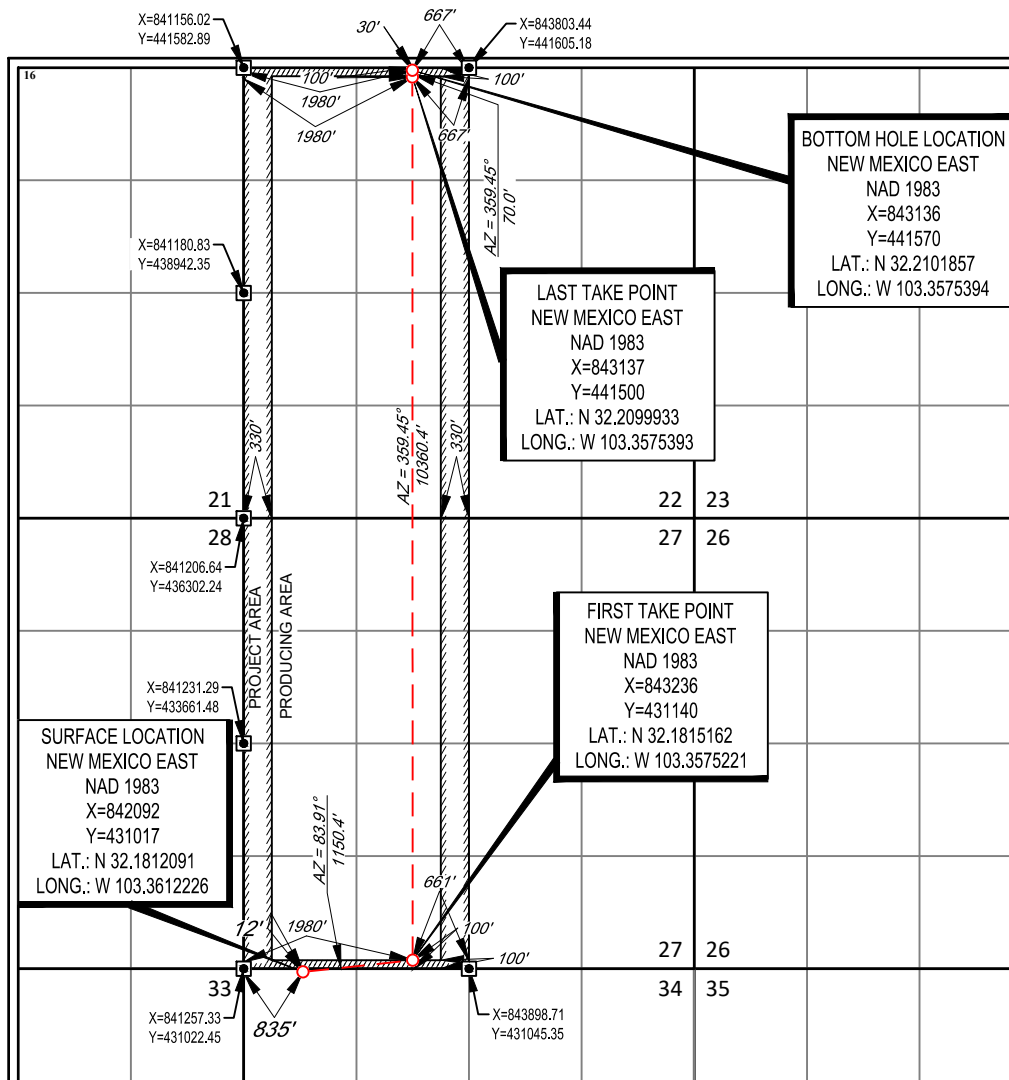 X=841156.02
Y=441582.89
30'
667'
X=843803.44
Y=441605.18
16
100'
1980'
1980'
100'
667'
AZ = 359.45°
70.0'
BOTTOM HOLE LOCATION
NEW MEXICO EAST
NAD 1983
X=843136
Y=441570
LAT.: N 32.2101857
LONG.: W 103.3575394
X=841180.83
Y=438942.35
LAST TAKE POINT
NEW MEXICO EAST
NAD 1983
X=843137
Y=441500
LAT.: N 32.2099933
LONG.: W 103.3575393
330'
AZ = 359.45°
10360.4'
330'
21
22
23
28
27
26
X=841206.64
Y=436302.24
PROJECT AREA
PRODUCING AREA
FIRST TAKE POINT
NEW MEXICO EAST
NAD 1983
X=843236
Y=431140
LAT.: N 32.1815162
LONG.: W 103.3575221
X=841231.29
Y=433661.48
SURFACE LOCATION
NEW MEXICO EAST
NAD 1983
X=842092
Y=431017
LAT.: N 32.1812091
LONG.: W 103.3612226
AZ = 83.91°
1150.4'
661'
12'
1980'
100'
100'
27
26
33
34
35
X=841257.33
Y=431022.45
835'
X=843898.71
Y=431045.35